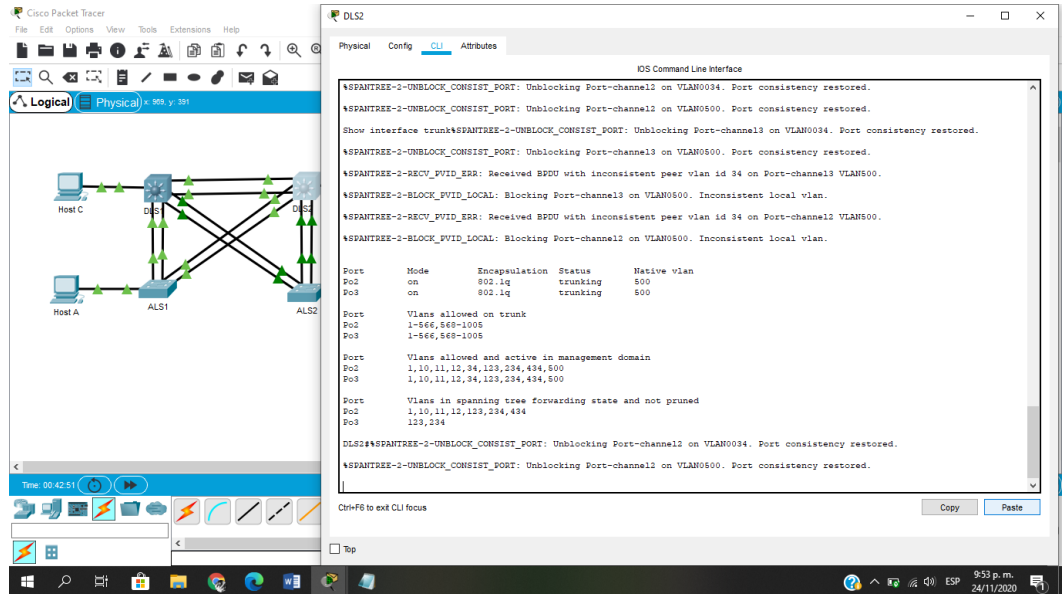 Cisco Packet Tracer
File Edit Options View Tools Extensions Help
Logical Physical x: 969, y: 391
Host C
DLS1
DLS2
Host A
ALS1
ALS2
Time: 00:42:51
DLS2
Physical Config CLI Attributes
IOS Command Line Interface
%SPANTREE-2-UNBLOCK_CONSIST_PORT: Unblocking Port-channel2 on VLAN0034. Port consistency restored.
%SPANTREE-2-UNBLOCK_CONSIST_PORT: Unblocking Port-channel2 on VLAN0500. Port consistency restored.
Show interface trunk%SPANTREE-2-UNBLOCK_CONSIST_PORT: Unblocking Port-channel3 on VLAN0034. Port consistency restored.
%SPANTREE-2-UNBLOCK_CONSIST_PORT: Unblocking Port-channel3 on VLAN0500. Port consistency restored.
%SPANTREE-2-RECV_PVID_ERR: Received BPDU with inconsistent peer vlan id 34 on Port-channel3 VLAN500.
%SPANTREE-2-BLOCK_PVID_LOCAL: Blocking Port-channel3 on VLAN0500. Inconsistent local vlan.
%SPANTREE-2-RECV_PVID_ERR: Received BPDU with inconsistent peer vlan id 34 on Port-channel2 VLAN500.
%SPANTREE-2-BLOCK_PVID_LOCAL: Blocking Port-channel2 on VLAN0500. Inconsistent local vlan.
Port Mode Encapsulation Status Native vlan
Po2 on 802.1q trunking 500
Po3 on 802.1q trunking 500
Port Vlans allowed on trunk
Po2 1-566,568-1005
Po3 1-566,568-1005
Port Vlans allowed and active in management domain
Po2 1,10,11,12,34,123,234,434,500
Po3 1,10,11,12,34,123,234,434,500
Port Vlans in spanning tree forwarding state and not pruned
Po2 1,10,11,12,123,234,434
Po3 123,234
DLS2#%SPANTREE-2-UNBLOCK_CONSIST_PORT: Unblocking Port-channel2 on VLAN0034. Port consistency restored.
%SPANTREE-2-UNBLOCK_CONSIST_PORT: Unblocking Port-channel2 on VLAN0500. Port consistency restored.
Ctrl+F6 to exit CLI focus
Copy Paste
Top
ESP 9:53 p. m.
24/11/2020